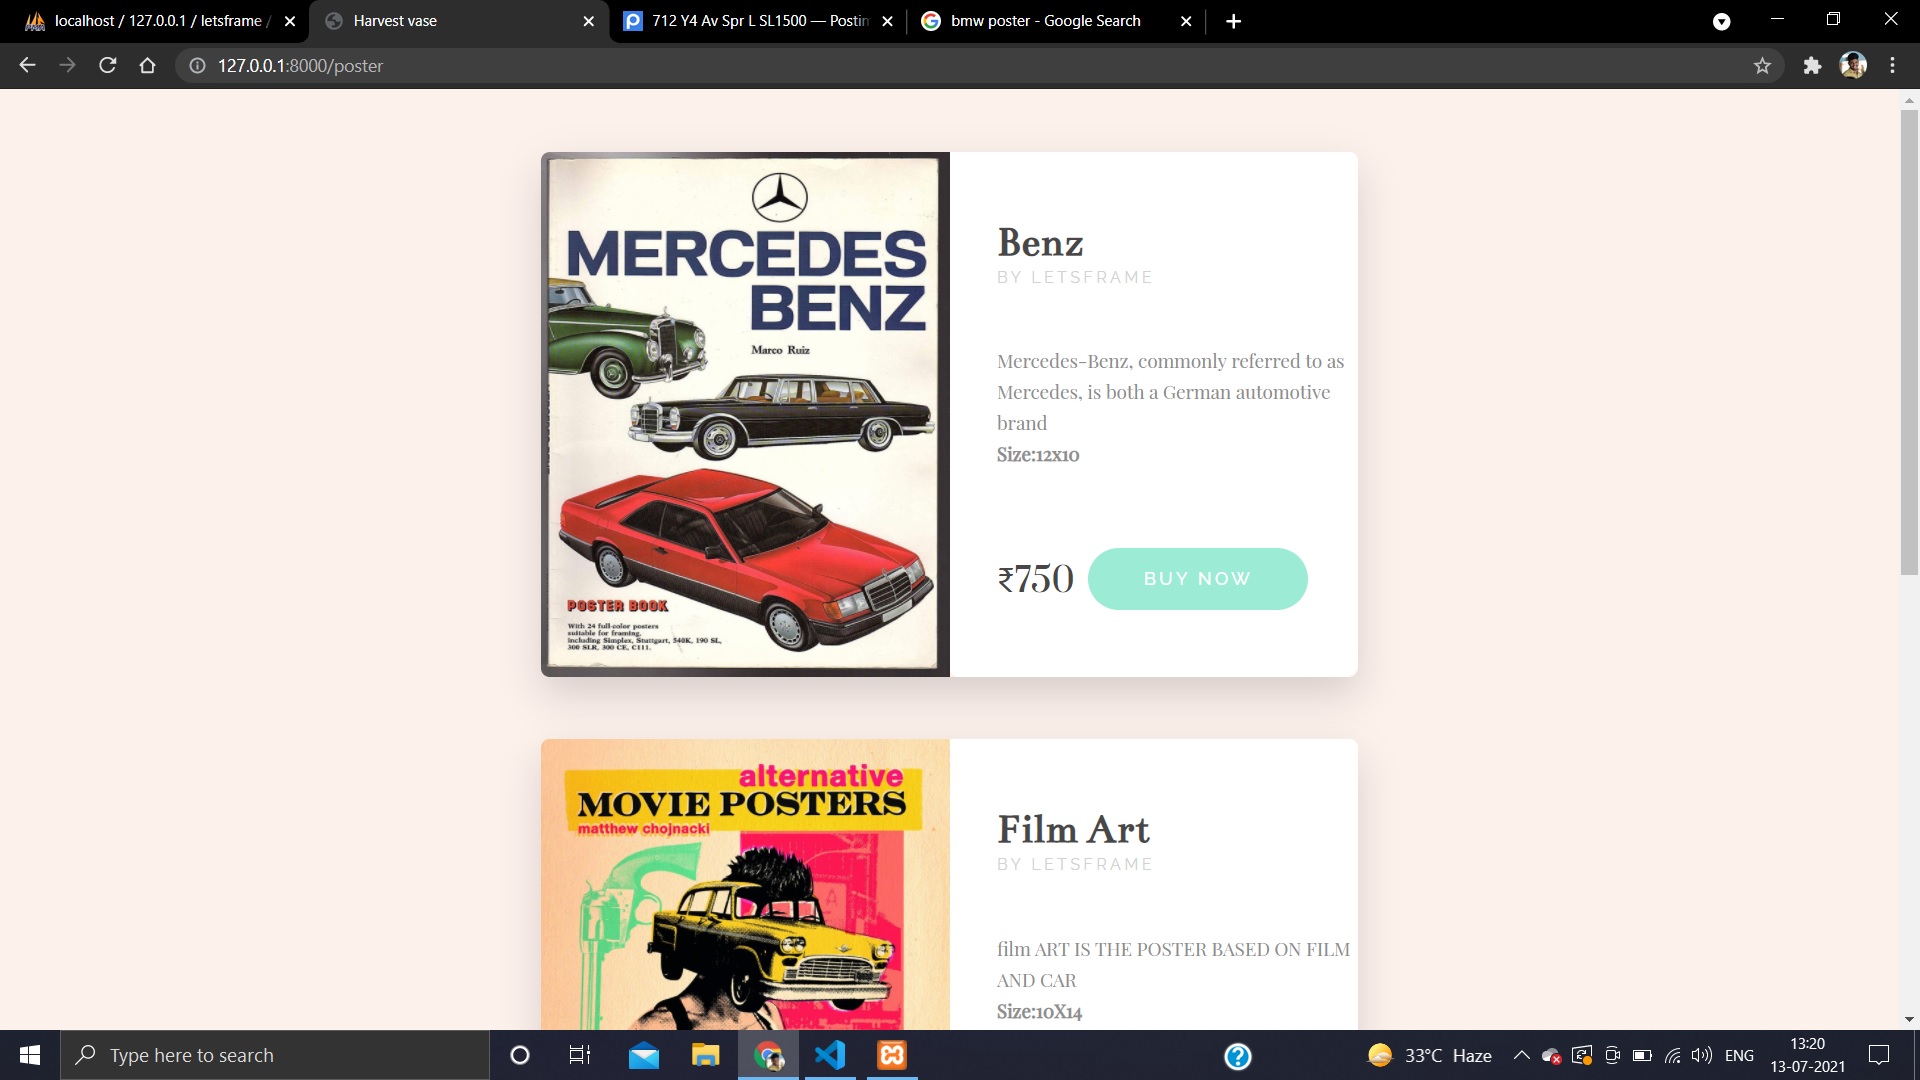 localhost / 127.0.0.1 / letsframe /
Harvest vase
712 Y4 Av Spr L SL1500 — Postin
bmw poster - Google Search
127.0.0.1:8000/poster
MERCEDES
BENZ
Marco Ruiz
POSTER BOOK
With 24 full-color posters
suitable for framing,
including Simplex, Stuttgart, 540K, 190 SL,
300 SLR, 300 CE, C111.
Benz
BY LETSFRAME
Mercedes-Benz, commonly referred to as
Mercedes, is both a German automotive
brand
Size:12x10
₹750
BUY NOW
alternative
MOVIE POSTERS
matthew chojnacki
Film Art
BY LETSFRAME
film ART IS THE POSTER BASED ON FILM
AND CAR
Size:10X14
Type here to search
33°C Haze
ENG
13:20
13-07-2021